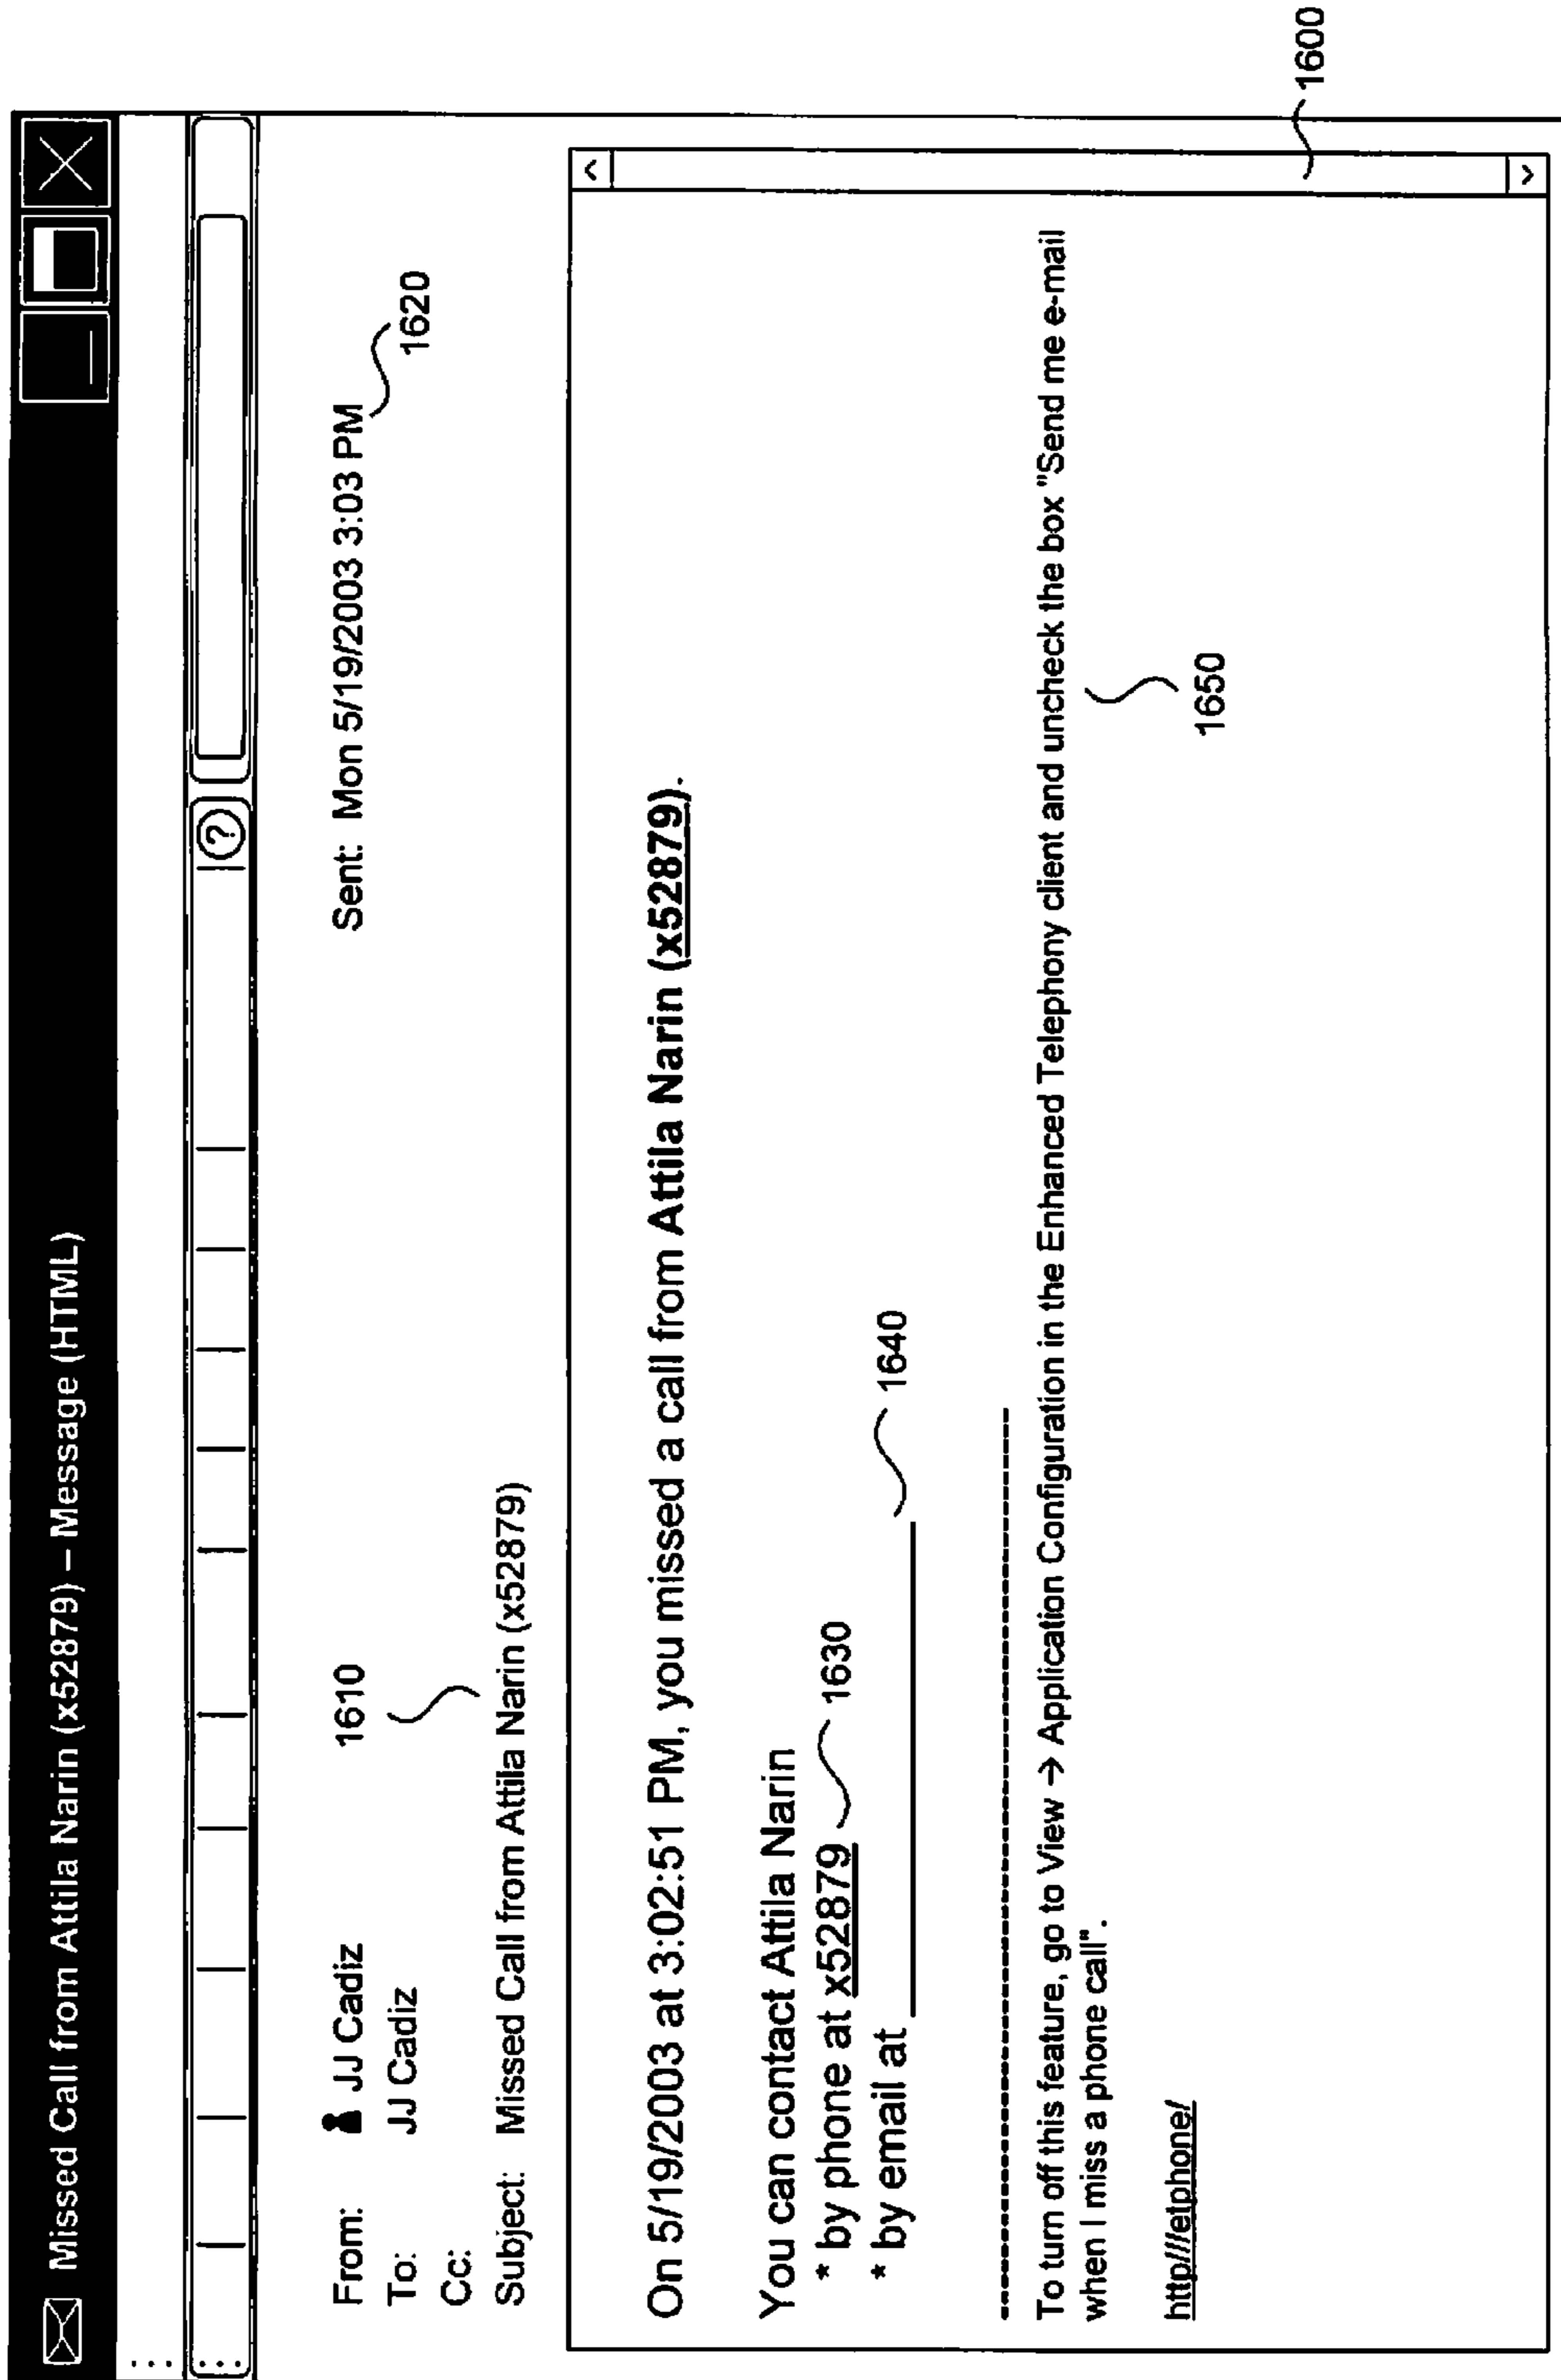 Missed Call from Attila Narin (x52879) – Message (HTML)
?
From: JJ Cadiz 1610
Sent: Mon 5/19/2003 3:03 PM
1620
To: JJ Cadiz
Cc:
Subject: Missed Call from Attila Narin (x52879)
On 5/19/2003 at 3:02:51 PM, you missed a call from Attila Narin (x52879).
You can contact Attila Narin
* by phone at x52879 1630
* by email at 1640
To turn off this feature, go to View → Application Configuration in the Enhanced Telephony client and uncheck the box "Send me e-mail
when I miss a phone call".
1650
http///etphone/
1600